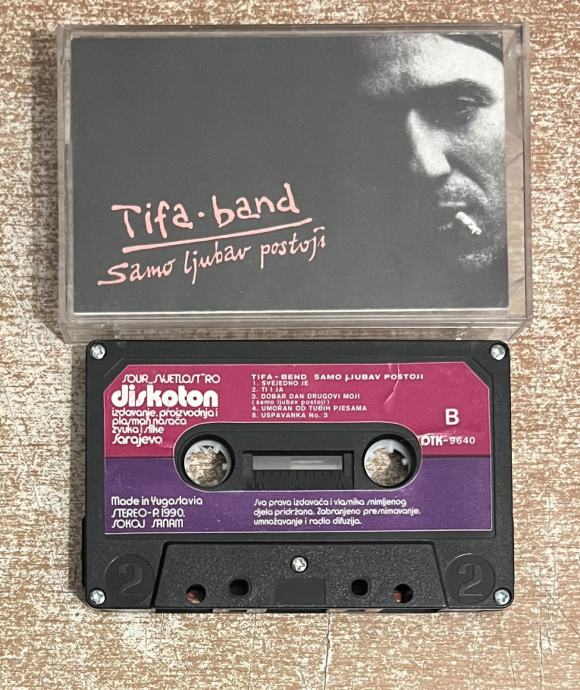 Tifa·band
Samo ljubav postoji
SOUR „SVJETLOST“ RO
diskoton
izdavanje, proizvodnja i
plasman nosača
zvuka i slike
Sarajevo
TIFA - BEND SAMO LJUBAV POSTOJI
1. SVEJEDNO JE
2. TI I JA
3. DOBAR DAN DRUGOVI MOJI
(samo ljubav postoji)
4. UMORAN OD TUĐIH PJESAMA
5. USPAVANKA No. 3
B
DTK-9640
100 50 0
Made in Yugoslavia
STEREO-P. 1990.
SOKOJ SANAM
Sva prava izdavača i vlasnika snimljenog
djela pridržana. Zabranjeno presnimavanje,
umnožavanje i radio difuzija.
2 2